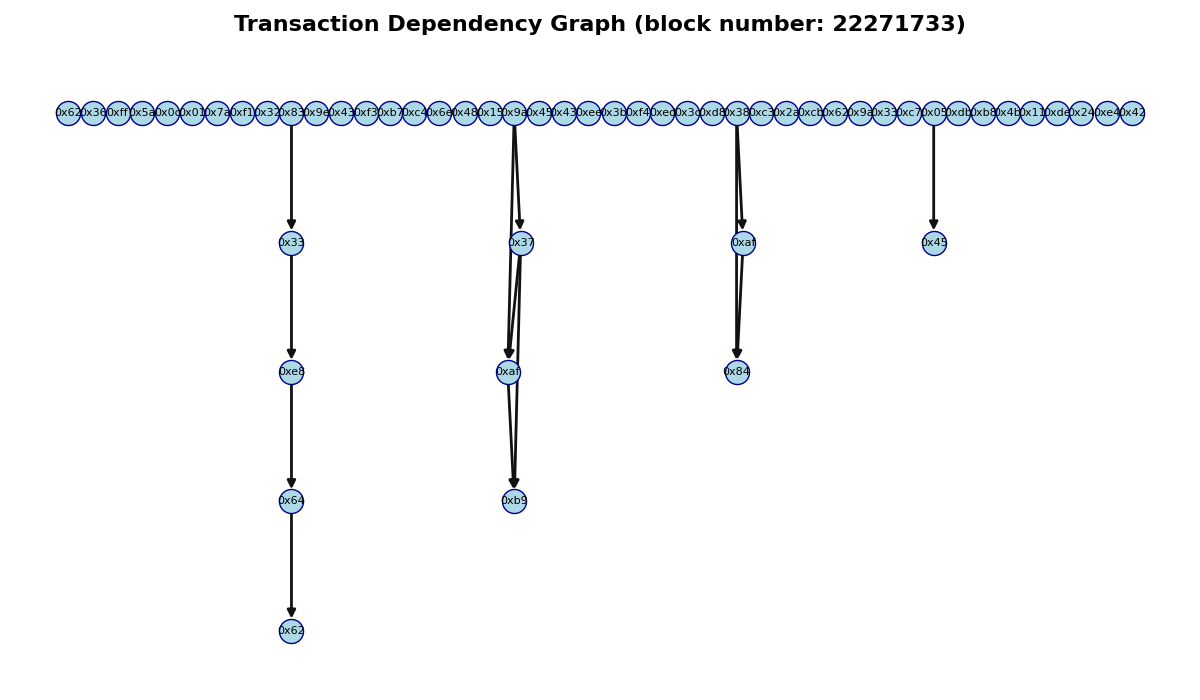 Transaction Dependency Graph (block number: 22271733)
0x62 0x36 0xff 0x5a 0x0c 0x01 0x7a 0xf1 0x32 0x83 0x9e 0x43 0xf3 0xb7 0xc4 0x6e 0x48 0x15 0x9a 0x45 0x43 0xee 0x3b 0xf4 0xed 0x3c 0xd8 0x38 0xc3 0x2a 0xcb 0x62 0x9a 0x33 0xc7 0x05 0xdb 0xb8 0x4b 0x11 0xde 0x24 0xe4 0x42
0x33 0x37 0xaf 0x45
0xe8 0xaf 0x84
0x64 0xb9
0x62